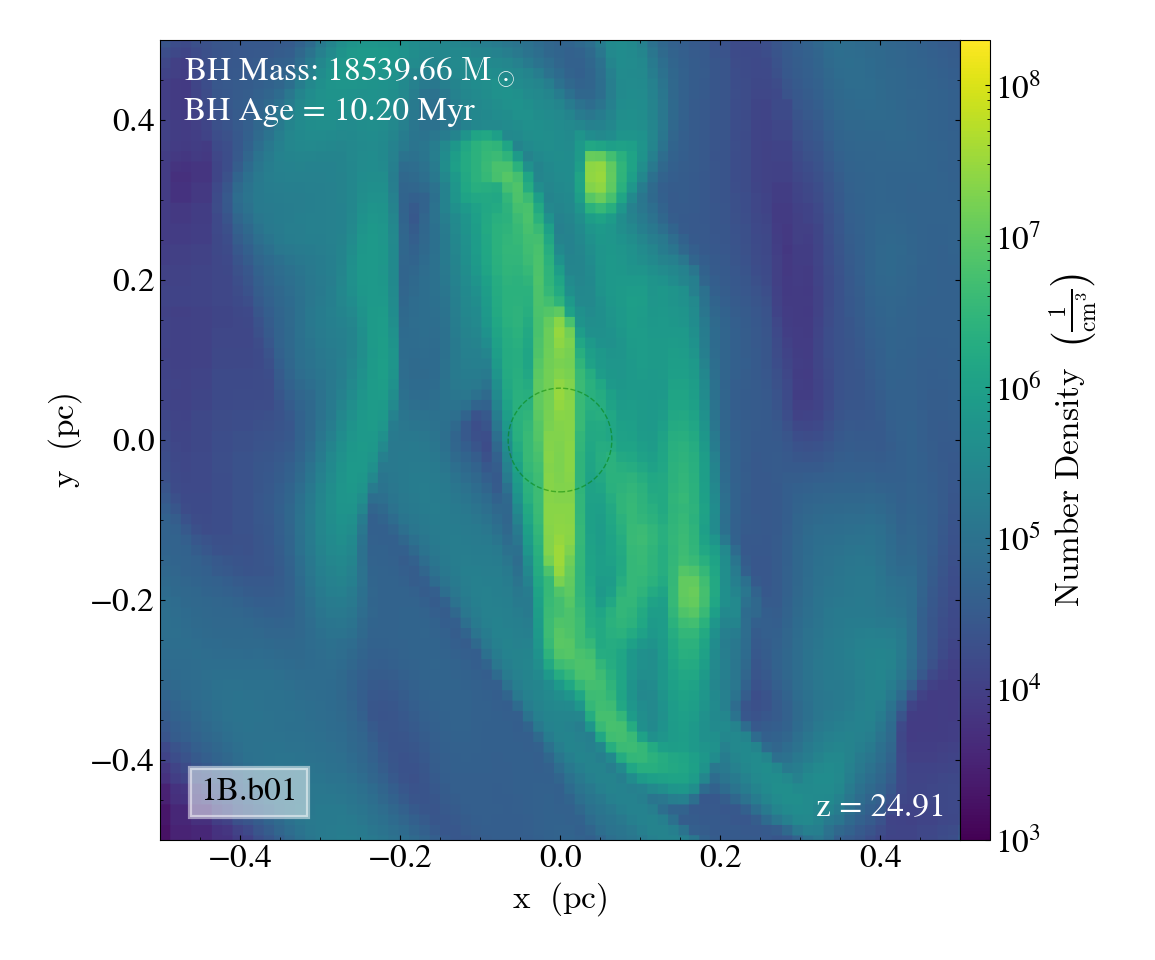 BH Mass: 18539.66 M⊙
BH Age = 10.20 Myr
0.4
0.2
0.0
−0.2
−0.4
y (pc)
1B.b01
z = 24.91
−0.4 −0.2 0.0 0.2 0.4
x (pc)
10⁸
10⁷
10⁶
10⁵
10⁴
10³
Number Density (1/cm³)